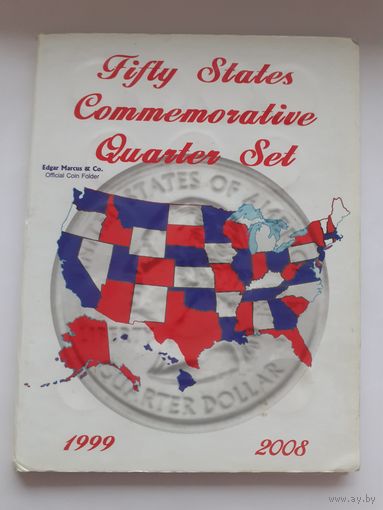 Fifty States
Commemorative
Quarter Set
Edgar Marcus & Co.
Official Coin Folder
STATES OF
QUARTER DOLLAR
1999 2008
www.ay.by